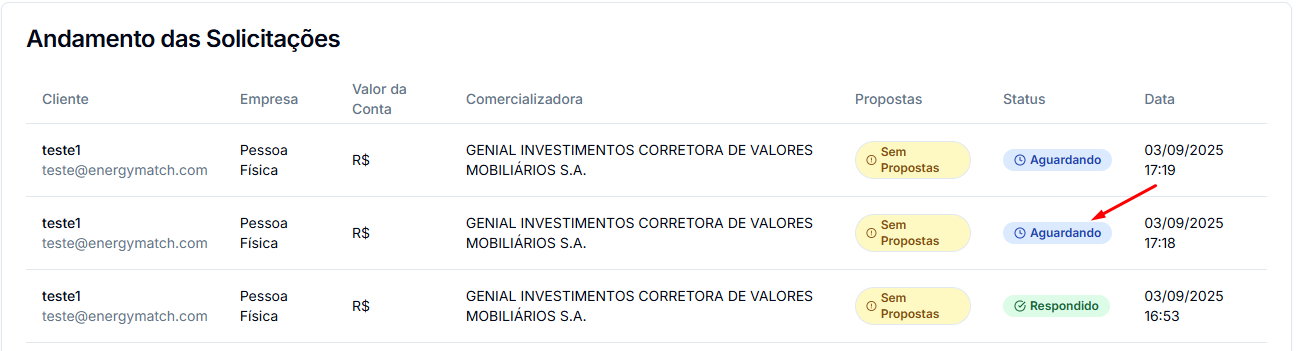 Andamento das Solicitações
Cliente Empresa Valor da Conta Comercializadora Propostas Status Data
teste1
teste@energymatch.com
Pessoa
Física
R$
GENIAL INVESTIMENTOS CORRETORA DE VALORES
MOBILIÁRIOS S.A.
Sem
Propostas
Aguardando
03/09/2025
17:19
teste1
teste@energymatch.com
Pessoa
Física
R$
GENIAL INVESTIMENTOS CORRETORA DE VALORES
MOBILIÁRIOS S.A.
Sem
Propostas
Aguardando
03/09/2025
17:18
teste1
teste@energymatch.com
Pessoa
Física
R$
GENIAL INVESTIMENTOS CORRETORA DE VALORES
MOBILIÁRIOS S.A.
Sem
Propostas
Respondido
03/09/2025
16:53